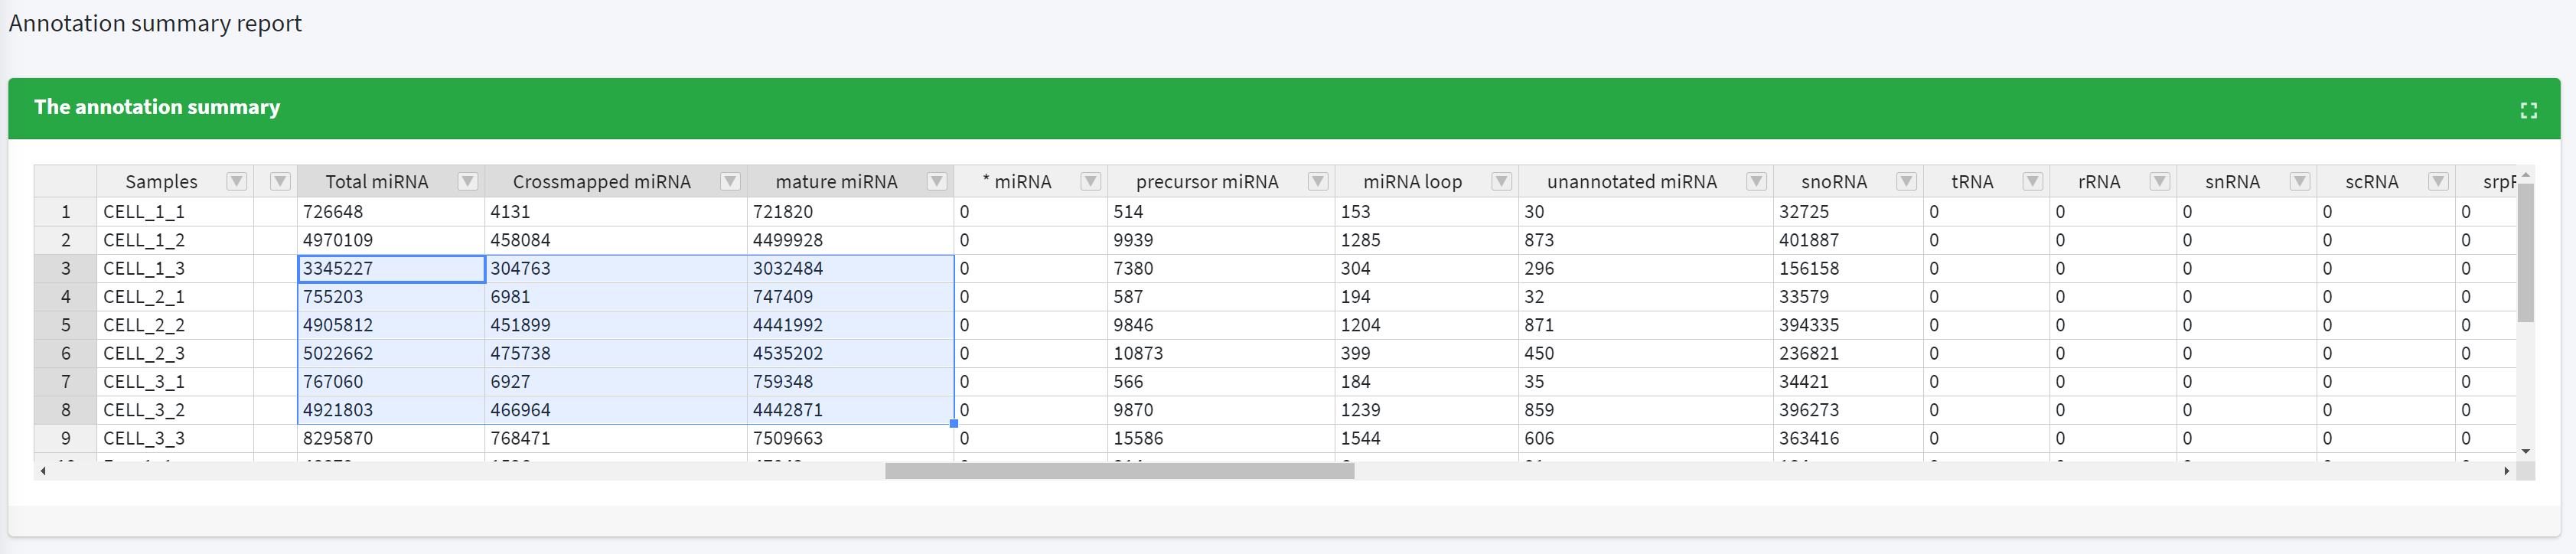 Annotation summary report
The annotation summary
Samples Total miRNA Crossmapped miRNA mature miRNA * miRNA precursor miRNA miRNA loop unannotated miRNA snoRNA tRNA rRNA snRNA scRNA
1 CELL_1_1 726648 4131 721820 0 514 153 30 32725 0 0 0 0 0
2 CELL_1_2 4970109 458084 4499928 0 9939 1285 873 401887 0 0 0 0 0
3 CELL_1_3 3345227 304763 3032484 0 7380 304 296 156158 0 0 0 0 0
4 CELL_2_1 755203 6981 747409 0 587 194 32 33579 0 0 0 0 0
5 CELL_2_2 4905812 451899 4441992 0 9846 1204 871 394335 0 0 0 0 0
6 CELL_2_3 5022662 475738 4535202 0 10873 399 450 236821 0 0 0 0 0
7 CELL_3_1 767060 6927 759348 0 566 184 35 34421 0 0 0 0 0
8 CELL_3_2 4921803 466964 4442871 0 9870 1239 859 396273 0 0 0 0 0
9 CELL_3_3 8295870 768471 7509663 0 15586 1544 606 363416 0 0 0 0 0